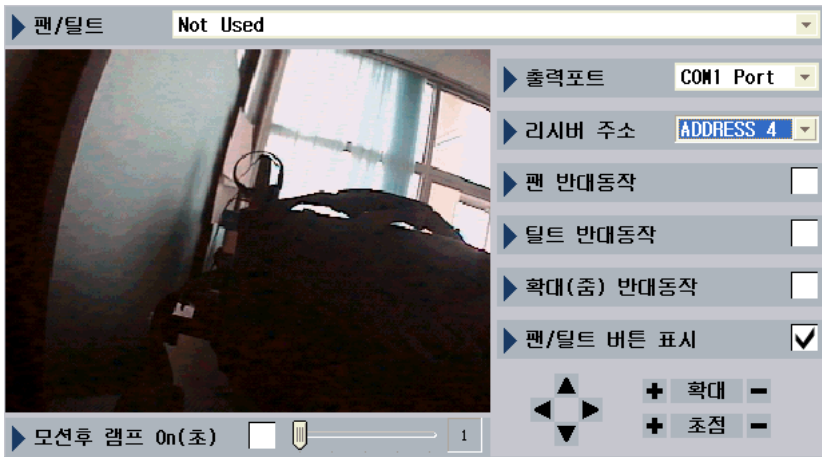 팬/틸트 Not Used
출력포트 COM1 Port
리시버 주소 ADDRESS 4
팬 반대동작
틸트 반대동작
확대(줌) 반대동작
팬/틸트 버튼 표시
+ 확대 -
+ 초점 -
모션후 램프 On(초) 1